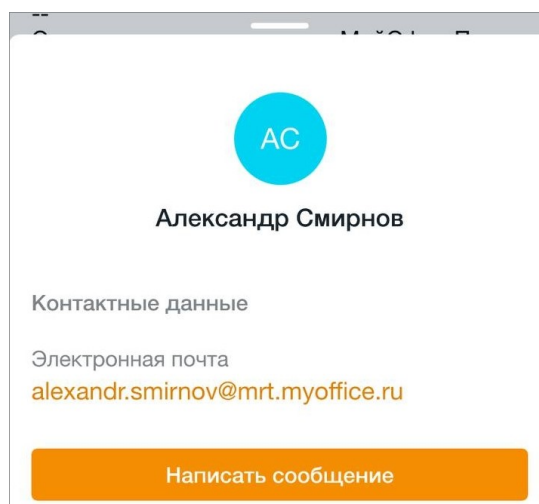 АС
Александр Смирнов
Контактные данные
Электронная почта
alexandr.smirnov@mrt.myoffice.ru
Написать сообщение